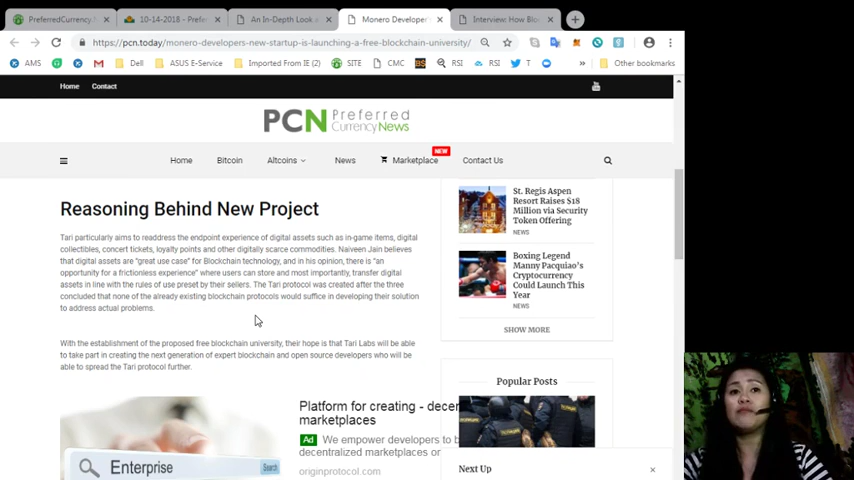 PreferredCurrency.N
10-14-2018 - Prefer
An In-Depth Look a
Monero Developer'
Interview: How Blo
https://pcn.today/monero-developers-new-startup-is-launching-a-free-blockchain-university/
AMS
Dell
ASUS E-Service
Imported From IE (2)
SITE
CMC
RSI
RSI
T
Other bookmarks
Home
Contact
PCN Preferred
Currency News
Home
Bitcoin
Altcoins
News
Marketplace
NEW
Contact Us
Reasoning Behind New Project
Tari particularly aims to readdress the endpoint experience of digital assets such as in-game items, digital
collectibles, concert tickets, loyalty points and other digitally scarce commodities. Naiveen Jain believes
that digital assets are "great use case" for Blockchain technology, and in his opinion, there is "an
opportunity for a frictionless experience" where users can store and most importantly, transfer digital
assets in line with the rules of use preset by their sellers. The Tari protocol was created after the three
concluded that none of the already existing blockchain protocols would suffice in developing their solution
to address actual problems.
With the establishment of the proposed free blockchain university, their hope is that Tari Labs will be able
to take part in creating the next generation of expert blockchain and open source developers who will be
able to spread the Tari protocol further.
Enterprise
Search
Platform for creating - decen
marketplaces
Ad We empower developers to b
decentralized marketplaces or
originprotocol.com
St. Regis Aspen
Resort Raises $18
Million via Security
Token Offering
NEWS
Boxing Legend
Manny Pacquiao's
Cryptocurrency
Could Launch This
Year
NEWS
SHOW MORE
Popular Posts
Next Up